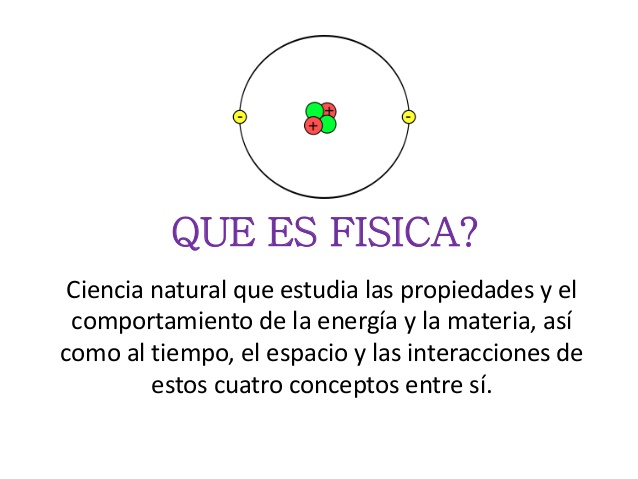 - + + -
QUE ES FISICA?
Ciencia natural que estudia las propiedades y el
comportamiento de la energía y la materia, así
como al tiempo, el espacio y las interacciones de
estos cuatro conceptos entre sí.